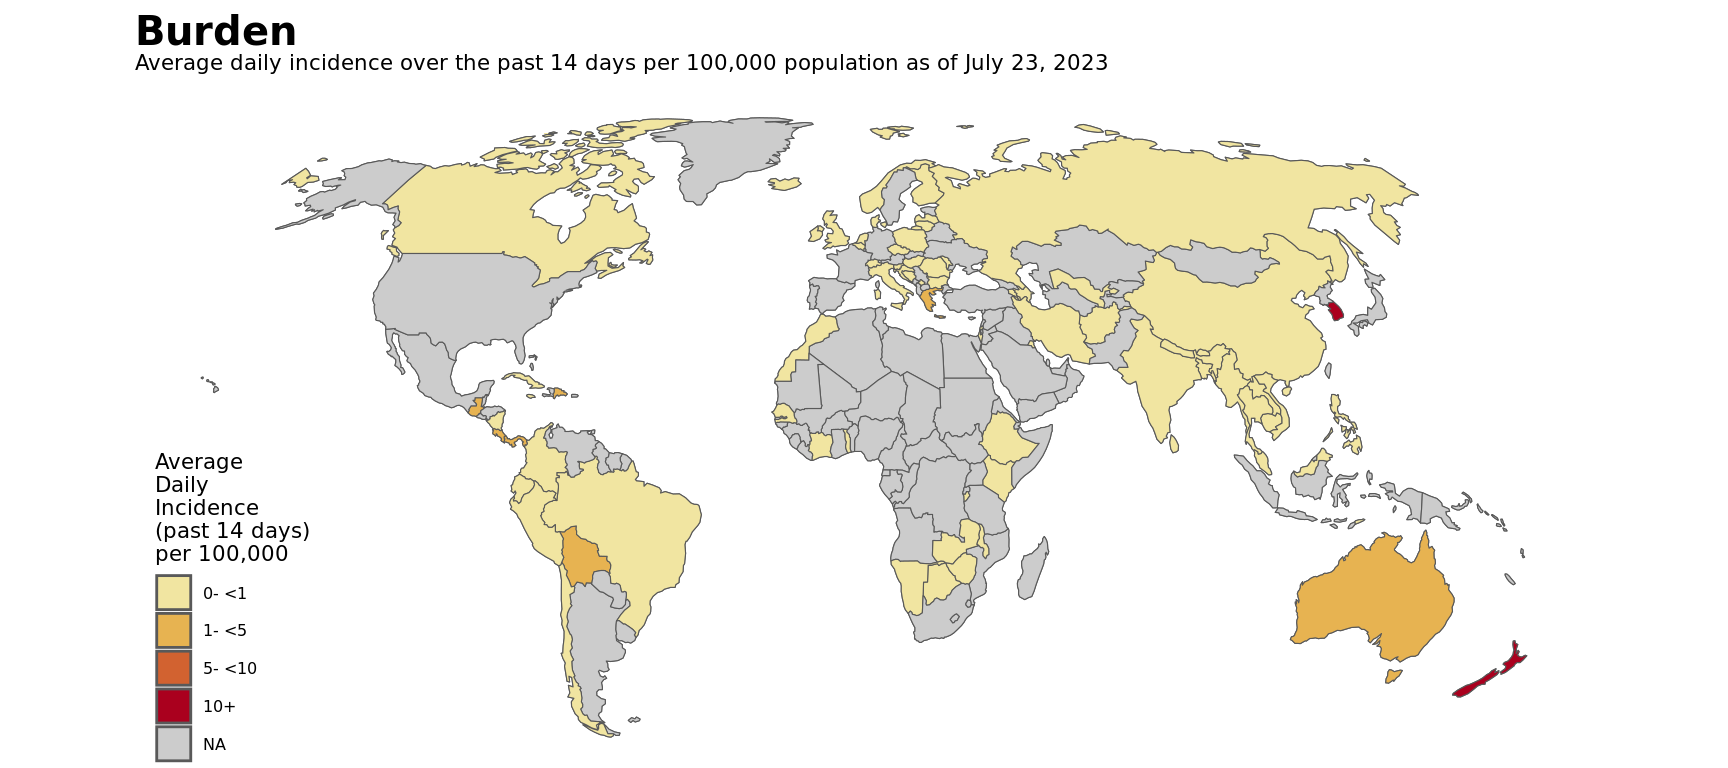 Burden
Average daily incidence over the past 14 days per 100,000 population as of July 23, 2023
Average
Daily
Incidence
(past 14 days)
per 100,000
0- <1
1- <5
5- <10
10+
NA